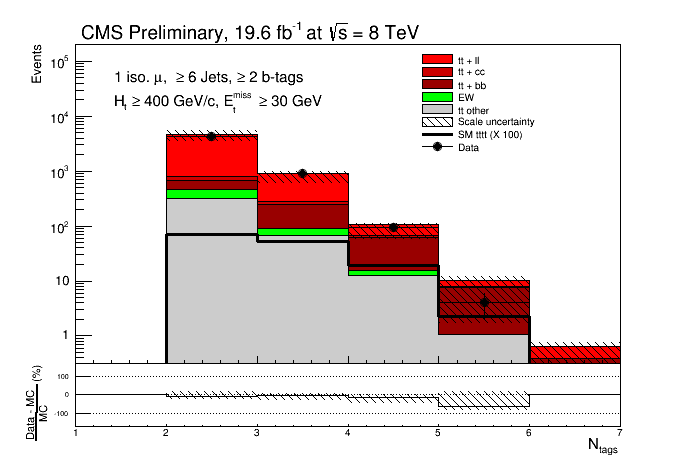 CMS Preliminary, 19.6 fb⁻¹ at √s = 8 TeV
Events
10⁵
10⁴
10³
10²
10
1
1 iso. μ, ≥ 6 Jets, ≥ 2 b-tags
Hₜ ≥ 400 GeV/c, Eₜᵐⁱˢˢ ≥ 30 GeV
tt + ll
tt + cc
tt + bb
EW
tt other
Scale uncertainty
SM tttt (X 100)
Data
Data - MC
MC
(%)
100
0
-100
1 2 3 4 5 6 7
N_tags